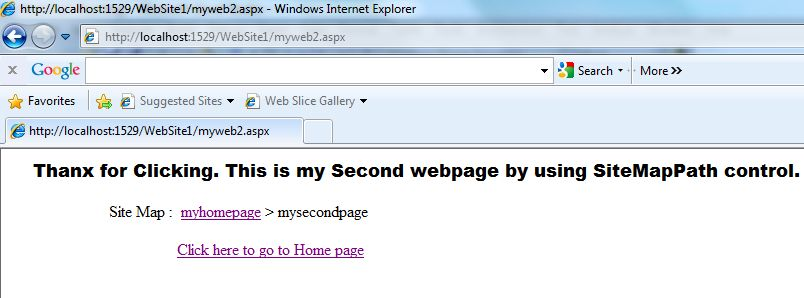 http://localhost:1529/WebSite1/myweb2.aspx - Windows Internet Explorer
http://localhost:1529/WebSite1/myweb2.aspx
x Google Search More »
Favorites Suggested Sites Web Slice Gallery
http://localhost:1529/WebSite1/myweb2.aspx
Thanx for Clicking. This is my Second webpage by using SiteMapPath control.
Site Map : myhomepage > mysecondpage
Click here to go to Home page